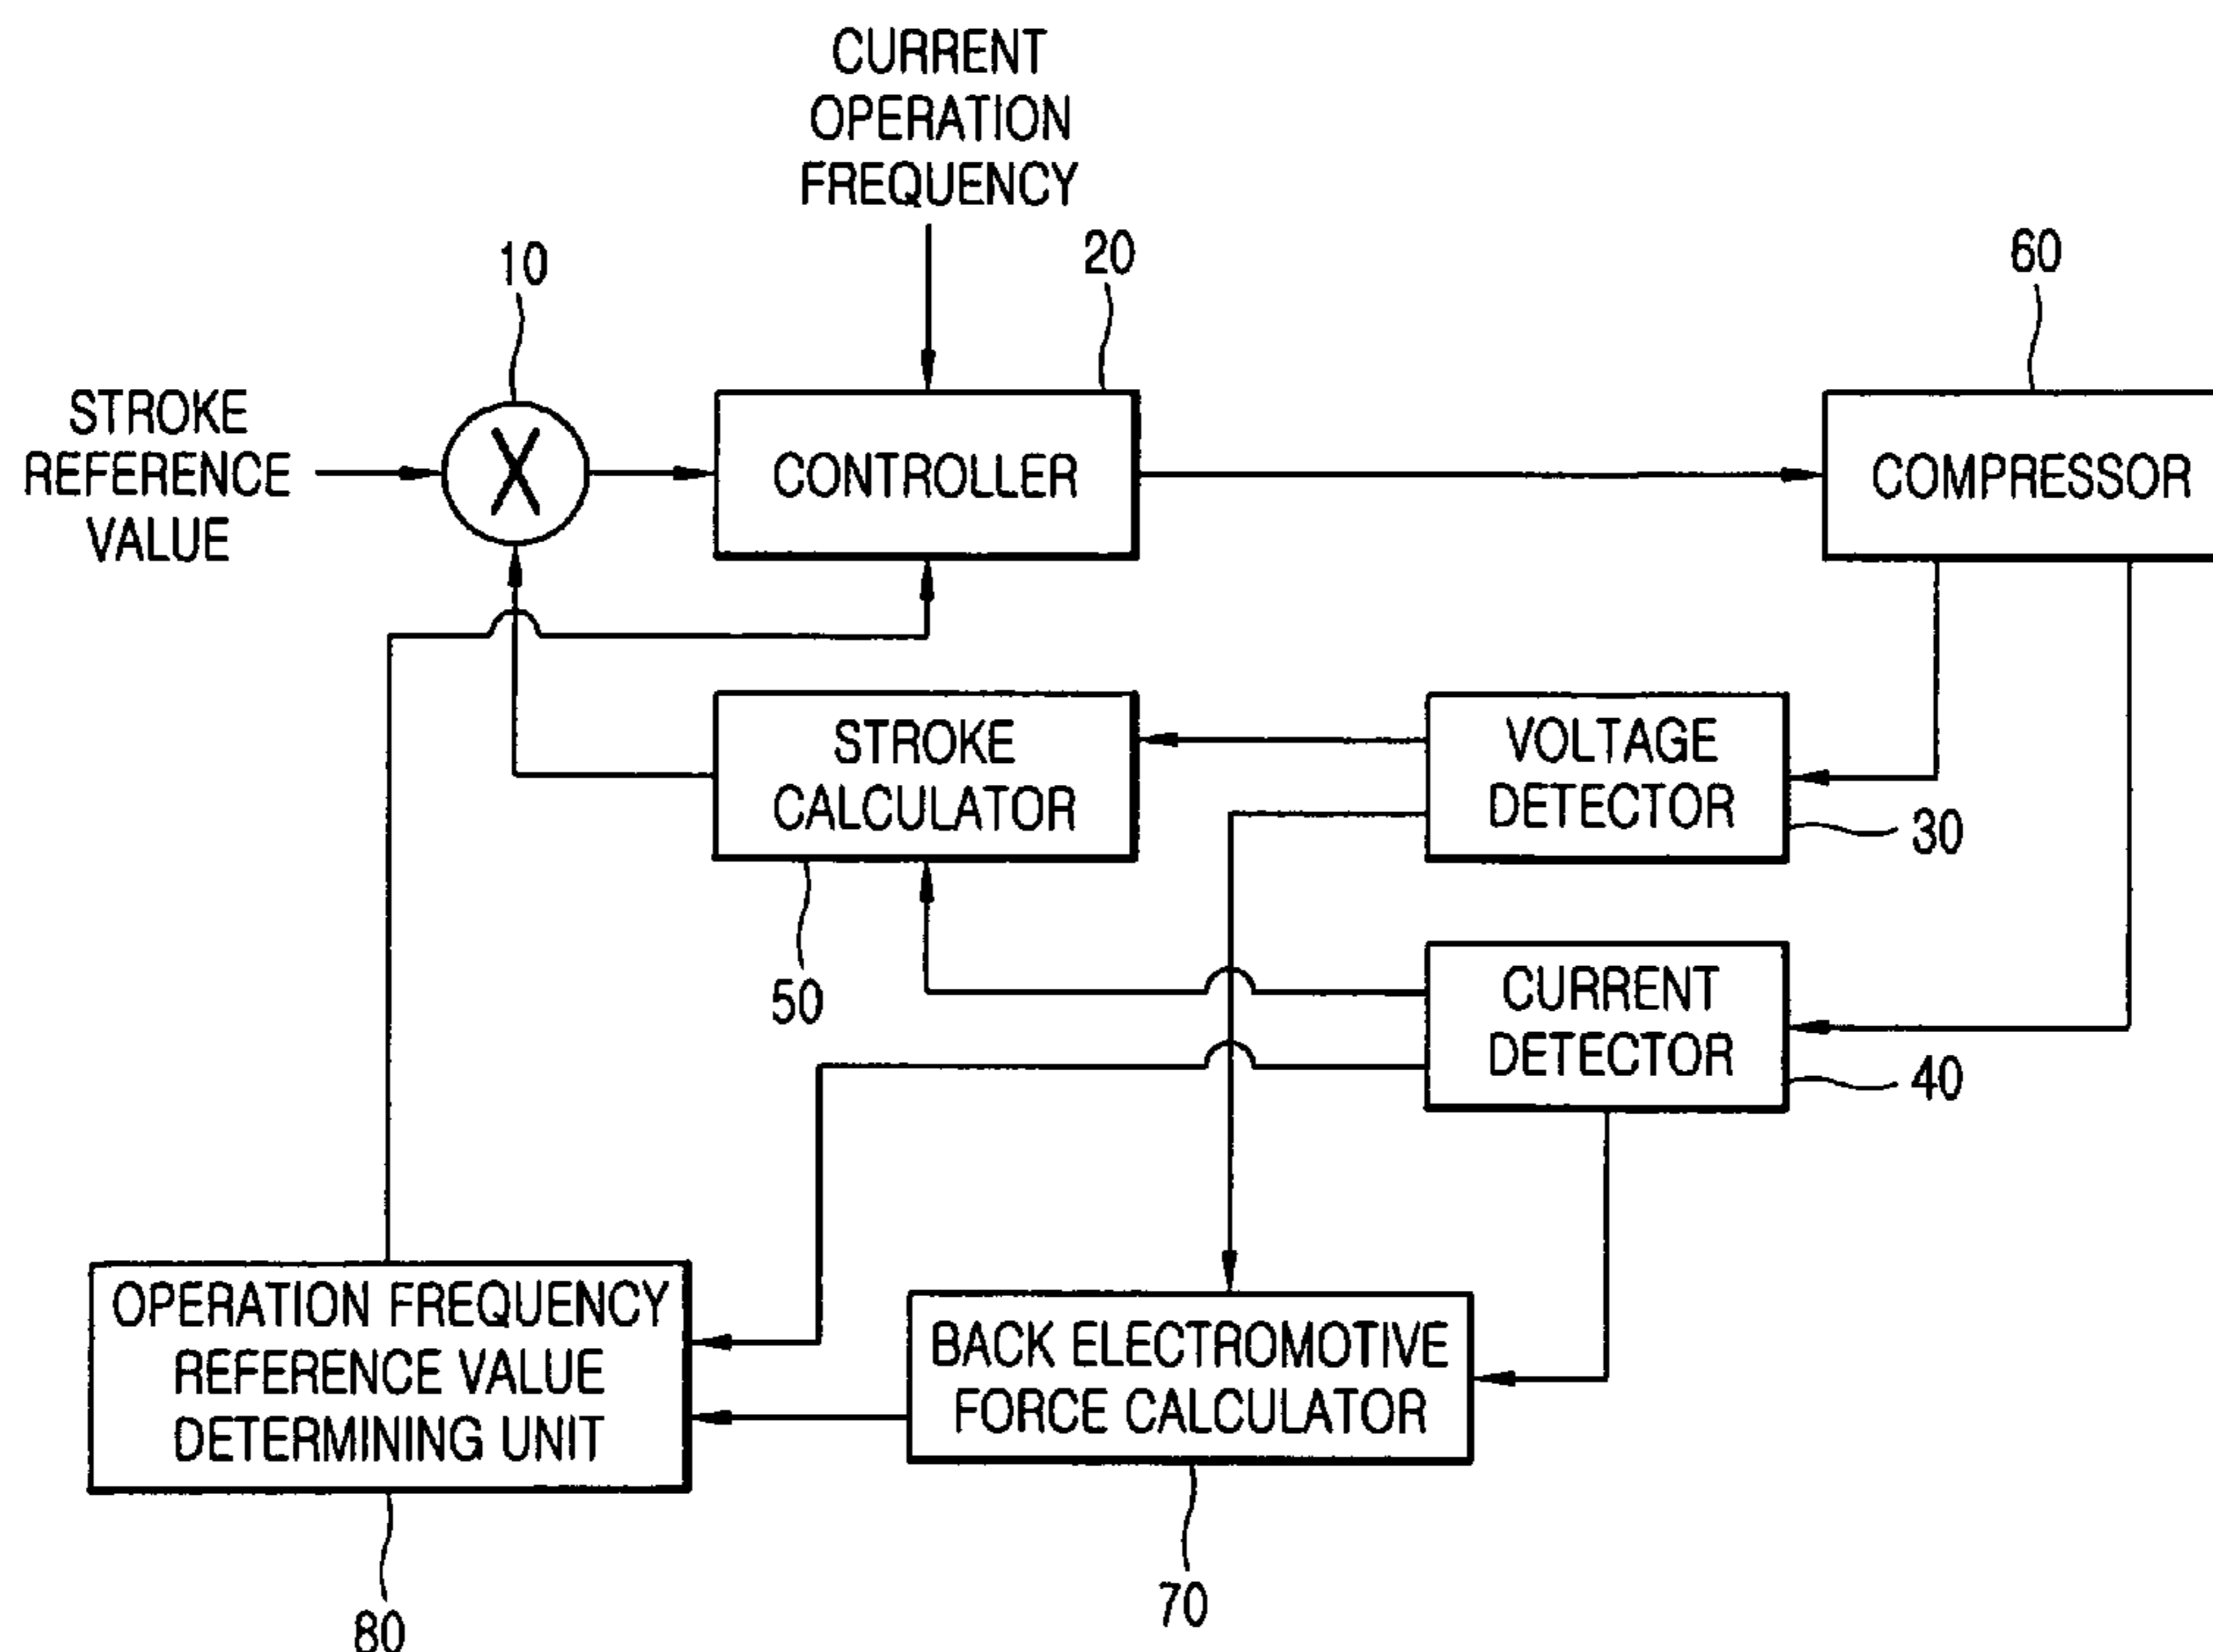 CURRENT
OPERATION
FREQUENCY
10
20
60
STROKE
REFERENCE
VALUE
X
CONTROLLER
COMPRESSOR
STROKE
CALCULATOR
VOLTAGE
DETECTOR
30
50
CURRENT
DETECTOR
40
OPERATION FREQUENCY
REFERENCE VALUE
DETERMINING UNIT
BACK ELECTROMOTIVE
FORCE CALCULATOR
70
80